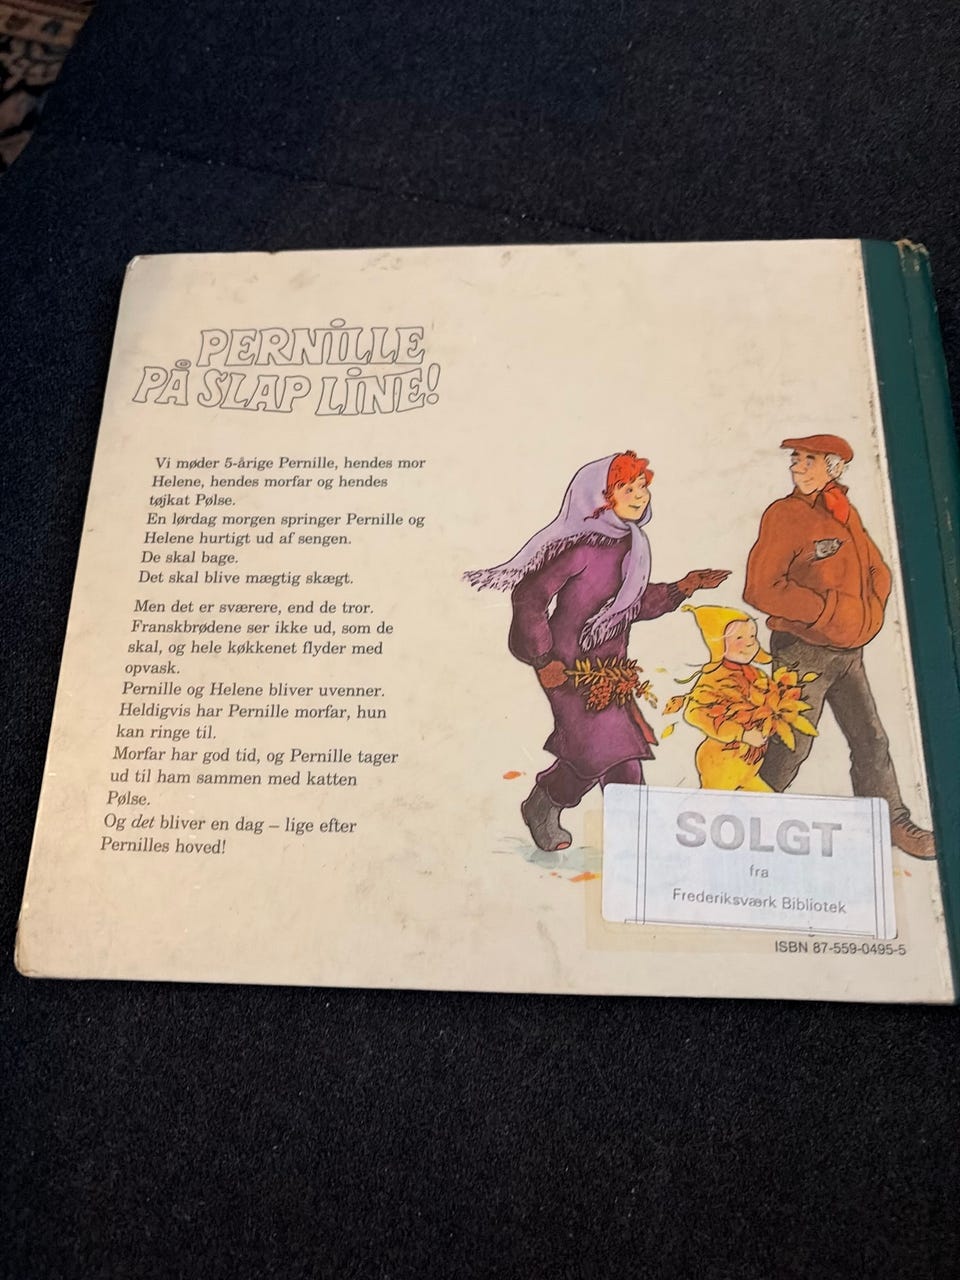 PERNILLE
PÅ SLAP LINE!
Vi møder 5-årige Pernille, hendes mor
Helene, hendes morfar og hendes
tøjkat Pølse.
En lørdag morgen springer Pernille og
Helene hurtigt ud af sengen.
De skal bage.
Det skal blive mægtig skægt.
Men det er sværere, end de tror.
Franskbrødene ser ikke ud, som de
skal, og hele køkkenet flyder med
opvask.
Pernille og Helene bliver uvenner.
Heldigvis har Pernille morfar, hun
kan ringe til.
Morfar har god tid, og Pernille tager
ud til ham sammen med katten
Pølse.
Og det bliver en dag – lige efter
Pernilles hoved!
SOLGT
fra
Frederiksværk Bibliotek
ISBN 87-559-0495-5